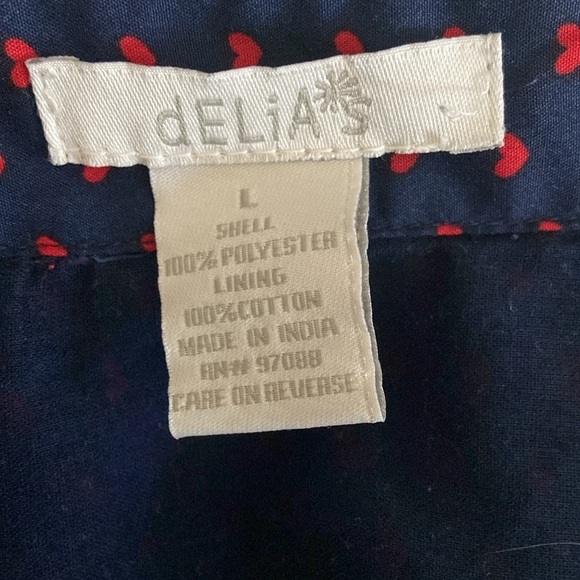 dELiA*S
L
SHELL
100% POLYESTER
LINING
100% COTTON
MADE IN INDIA
RN# 97088
CARE ON REVERSE